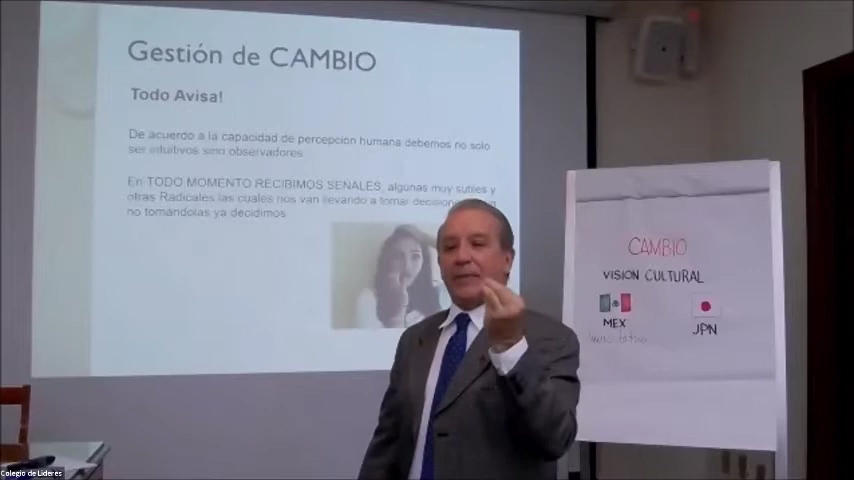 Gestión de CAMBIO
Todo Avisa!
De acuerdo a la capacidad de percepción humana debemos no solo
ser intuitivos sino observadores
En TODO MOMENTO RECIBIMOS SEÑALES, algunas muy sutiles y
otras Radicales las cuales nos van llevando a tomar
no tomándolas ya decidimos
CAMBIO
VISION CULTURAL
MEX
JPN
Colegio de Lideres